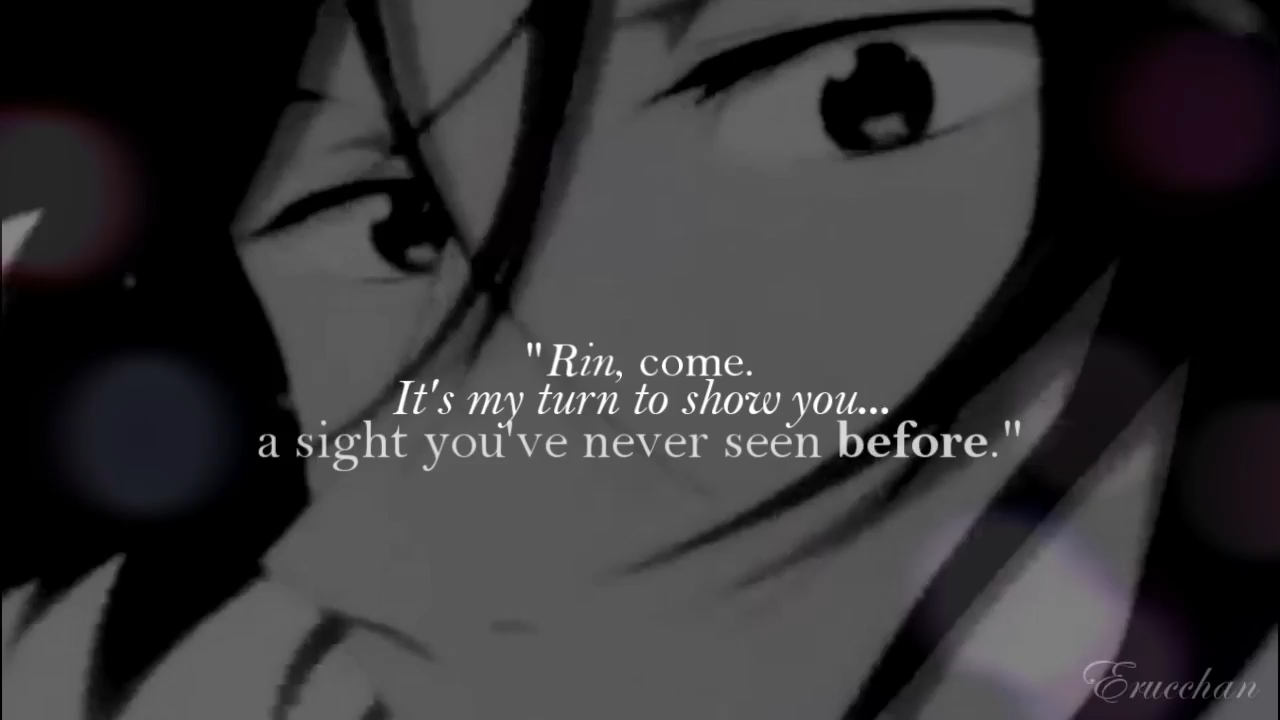 "Rin, come.
It's my turn to show you...
a sight you've never seen before."
Erucchan